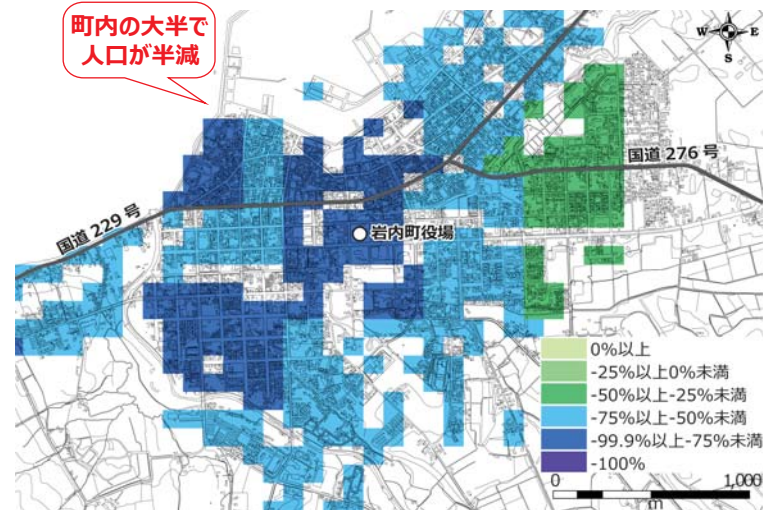 町内の大半で
人口が半減
W E
S
国道 276 号
国道 229 号
岩内町役場
0%以上
-25%以上0%未満
-50%以上-25%未満
-75%以上-50%未満
-99.9%以上-75%未満
-100%
0 1,000
m